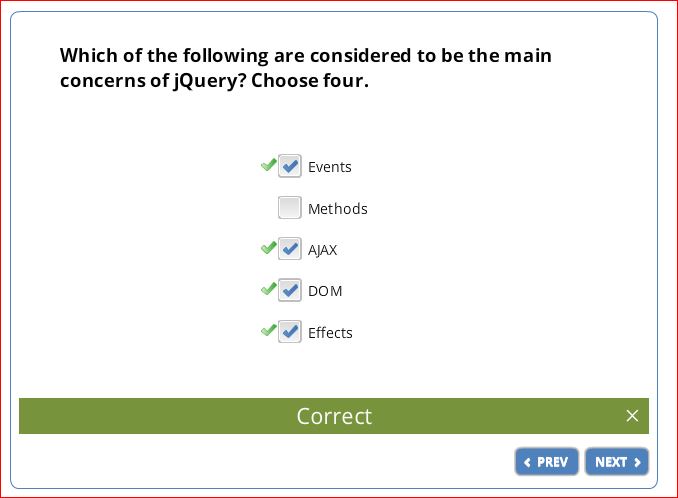 Which of the following are considered to be the main
concerns of jQuery? Choose four.
Events
Methods
AJAX
DOM
Effects
Correct
PREV
NEXT